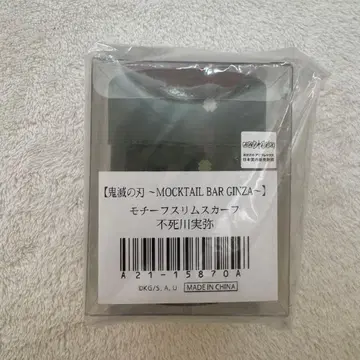 【鬼滅の刃 ～MOCKTAIL BAR GINZA～】
モチーフスリムスカーフ
不死川実弥
A21-15870A
©KG/S,A,U MADE IN CHINA